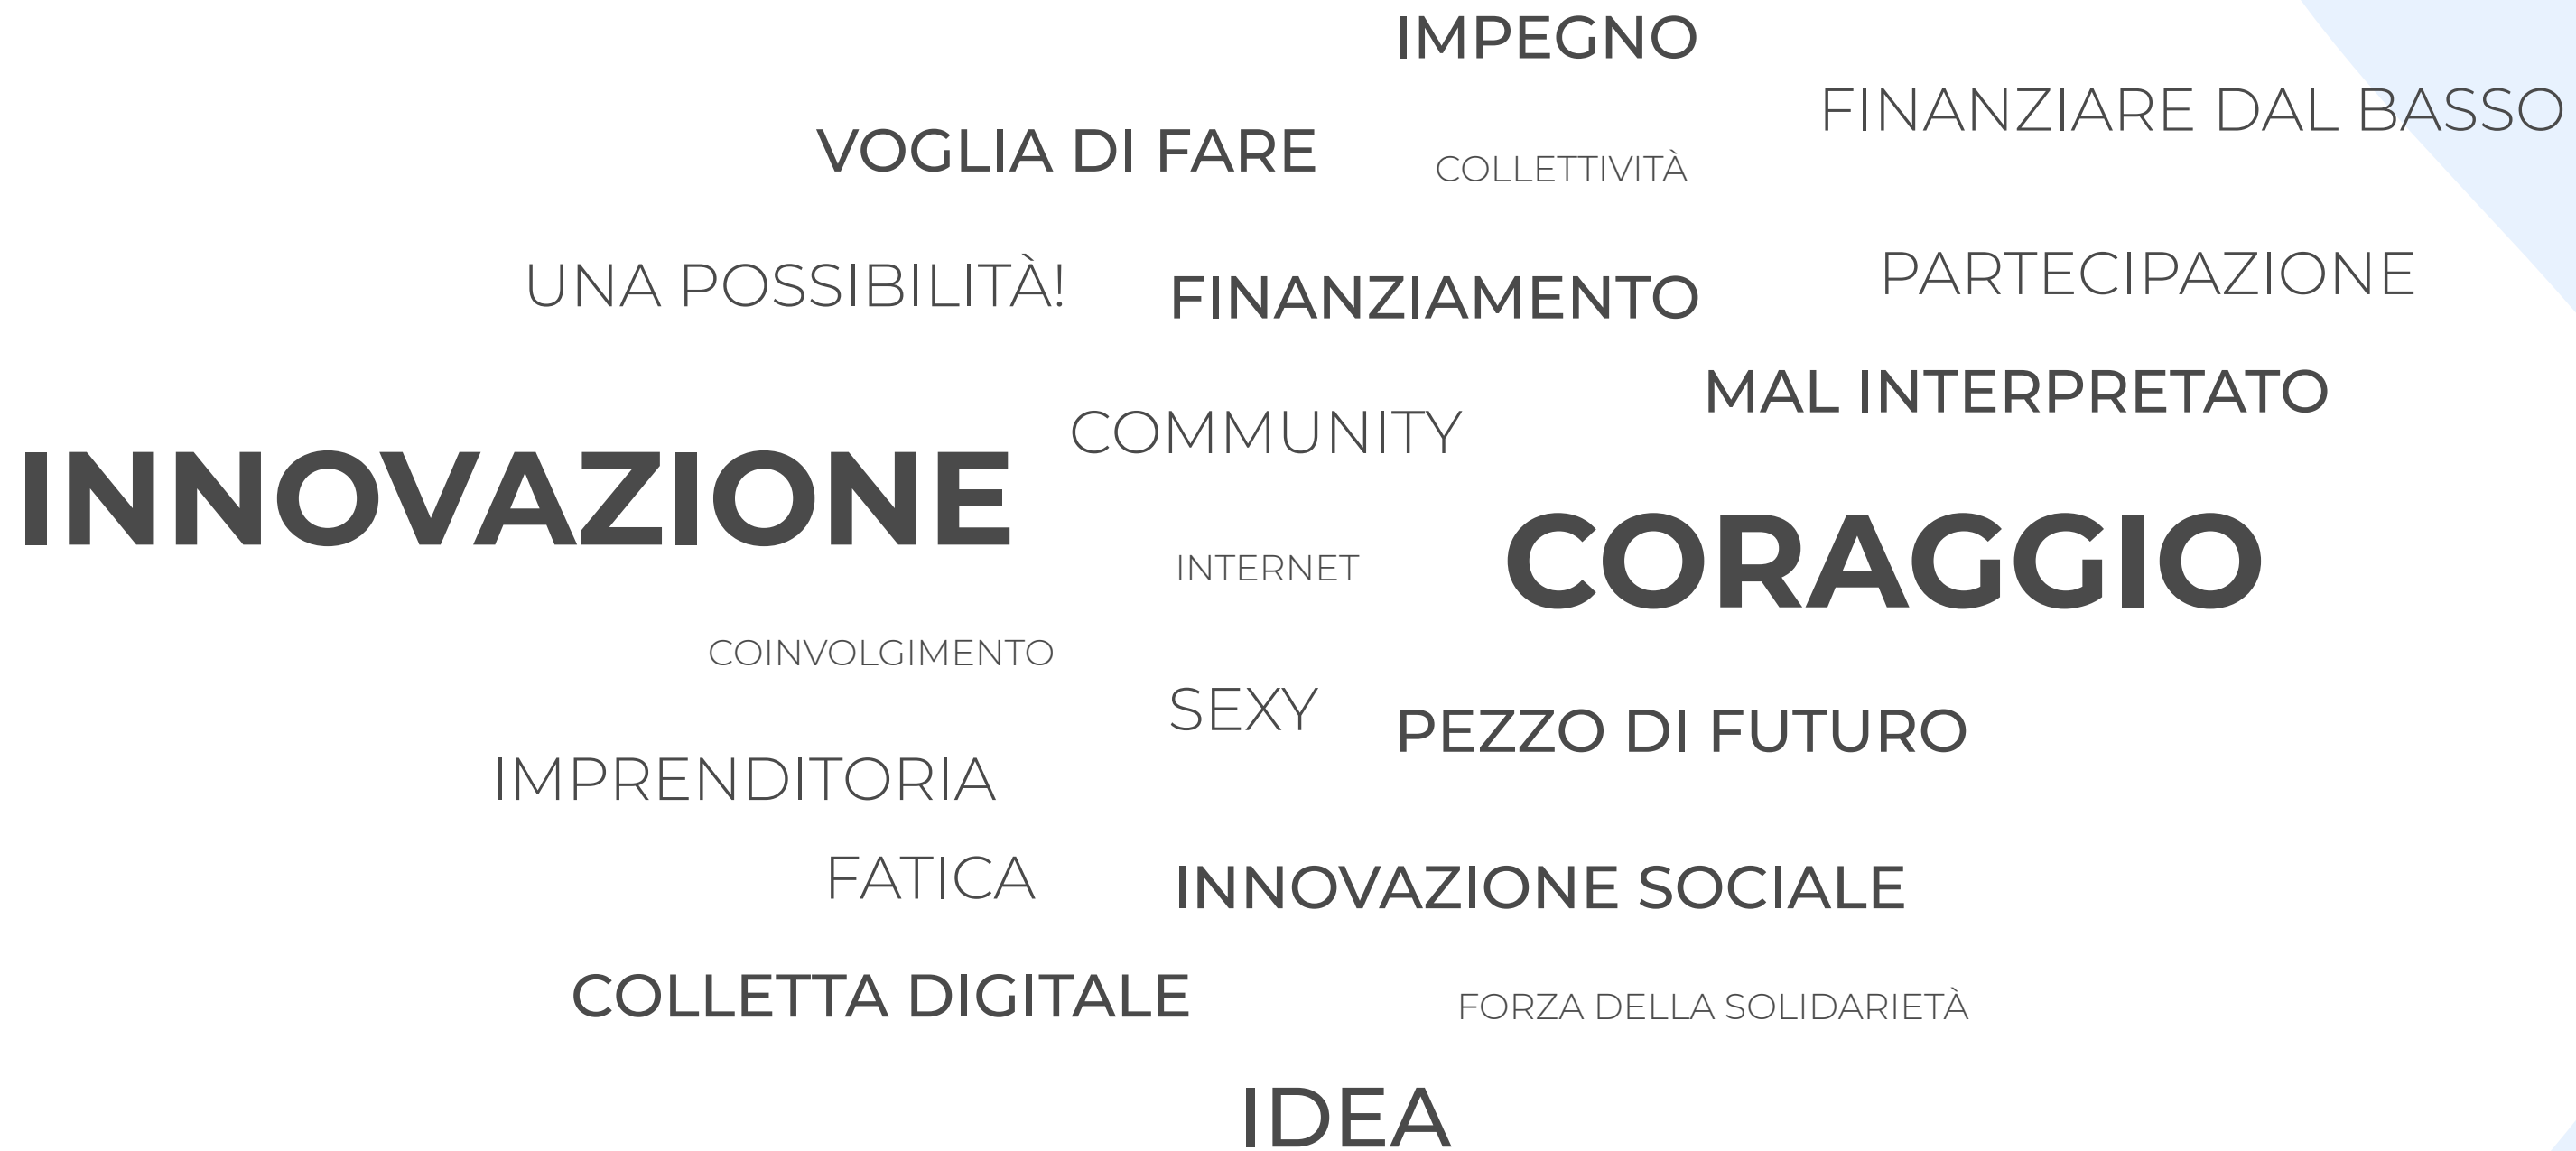 IMPEGNO
FINANZIARE DAL BASSO
VOGLIA DI FARE
COLLETTIVITÀ
UNA POSSIBILITÀ!
FINANZIAMENTO
PARTECIPAZIONE
MAL INTERPRETATO
COMMUNITY
INNOVAZIONE
CORAGGIO
INTERNET
COINVOLGIMENTO
SEXY
PEZZO DI FUTURO
IMPRENDITORIA
FATICA
INNOVAZIONE SOCIALE
COLLETTA DIGITALE
FORZA DELLA SOLIDARIETÀ
IDEA